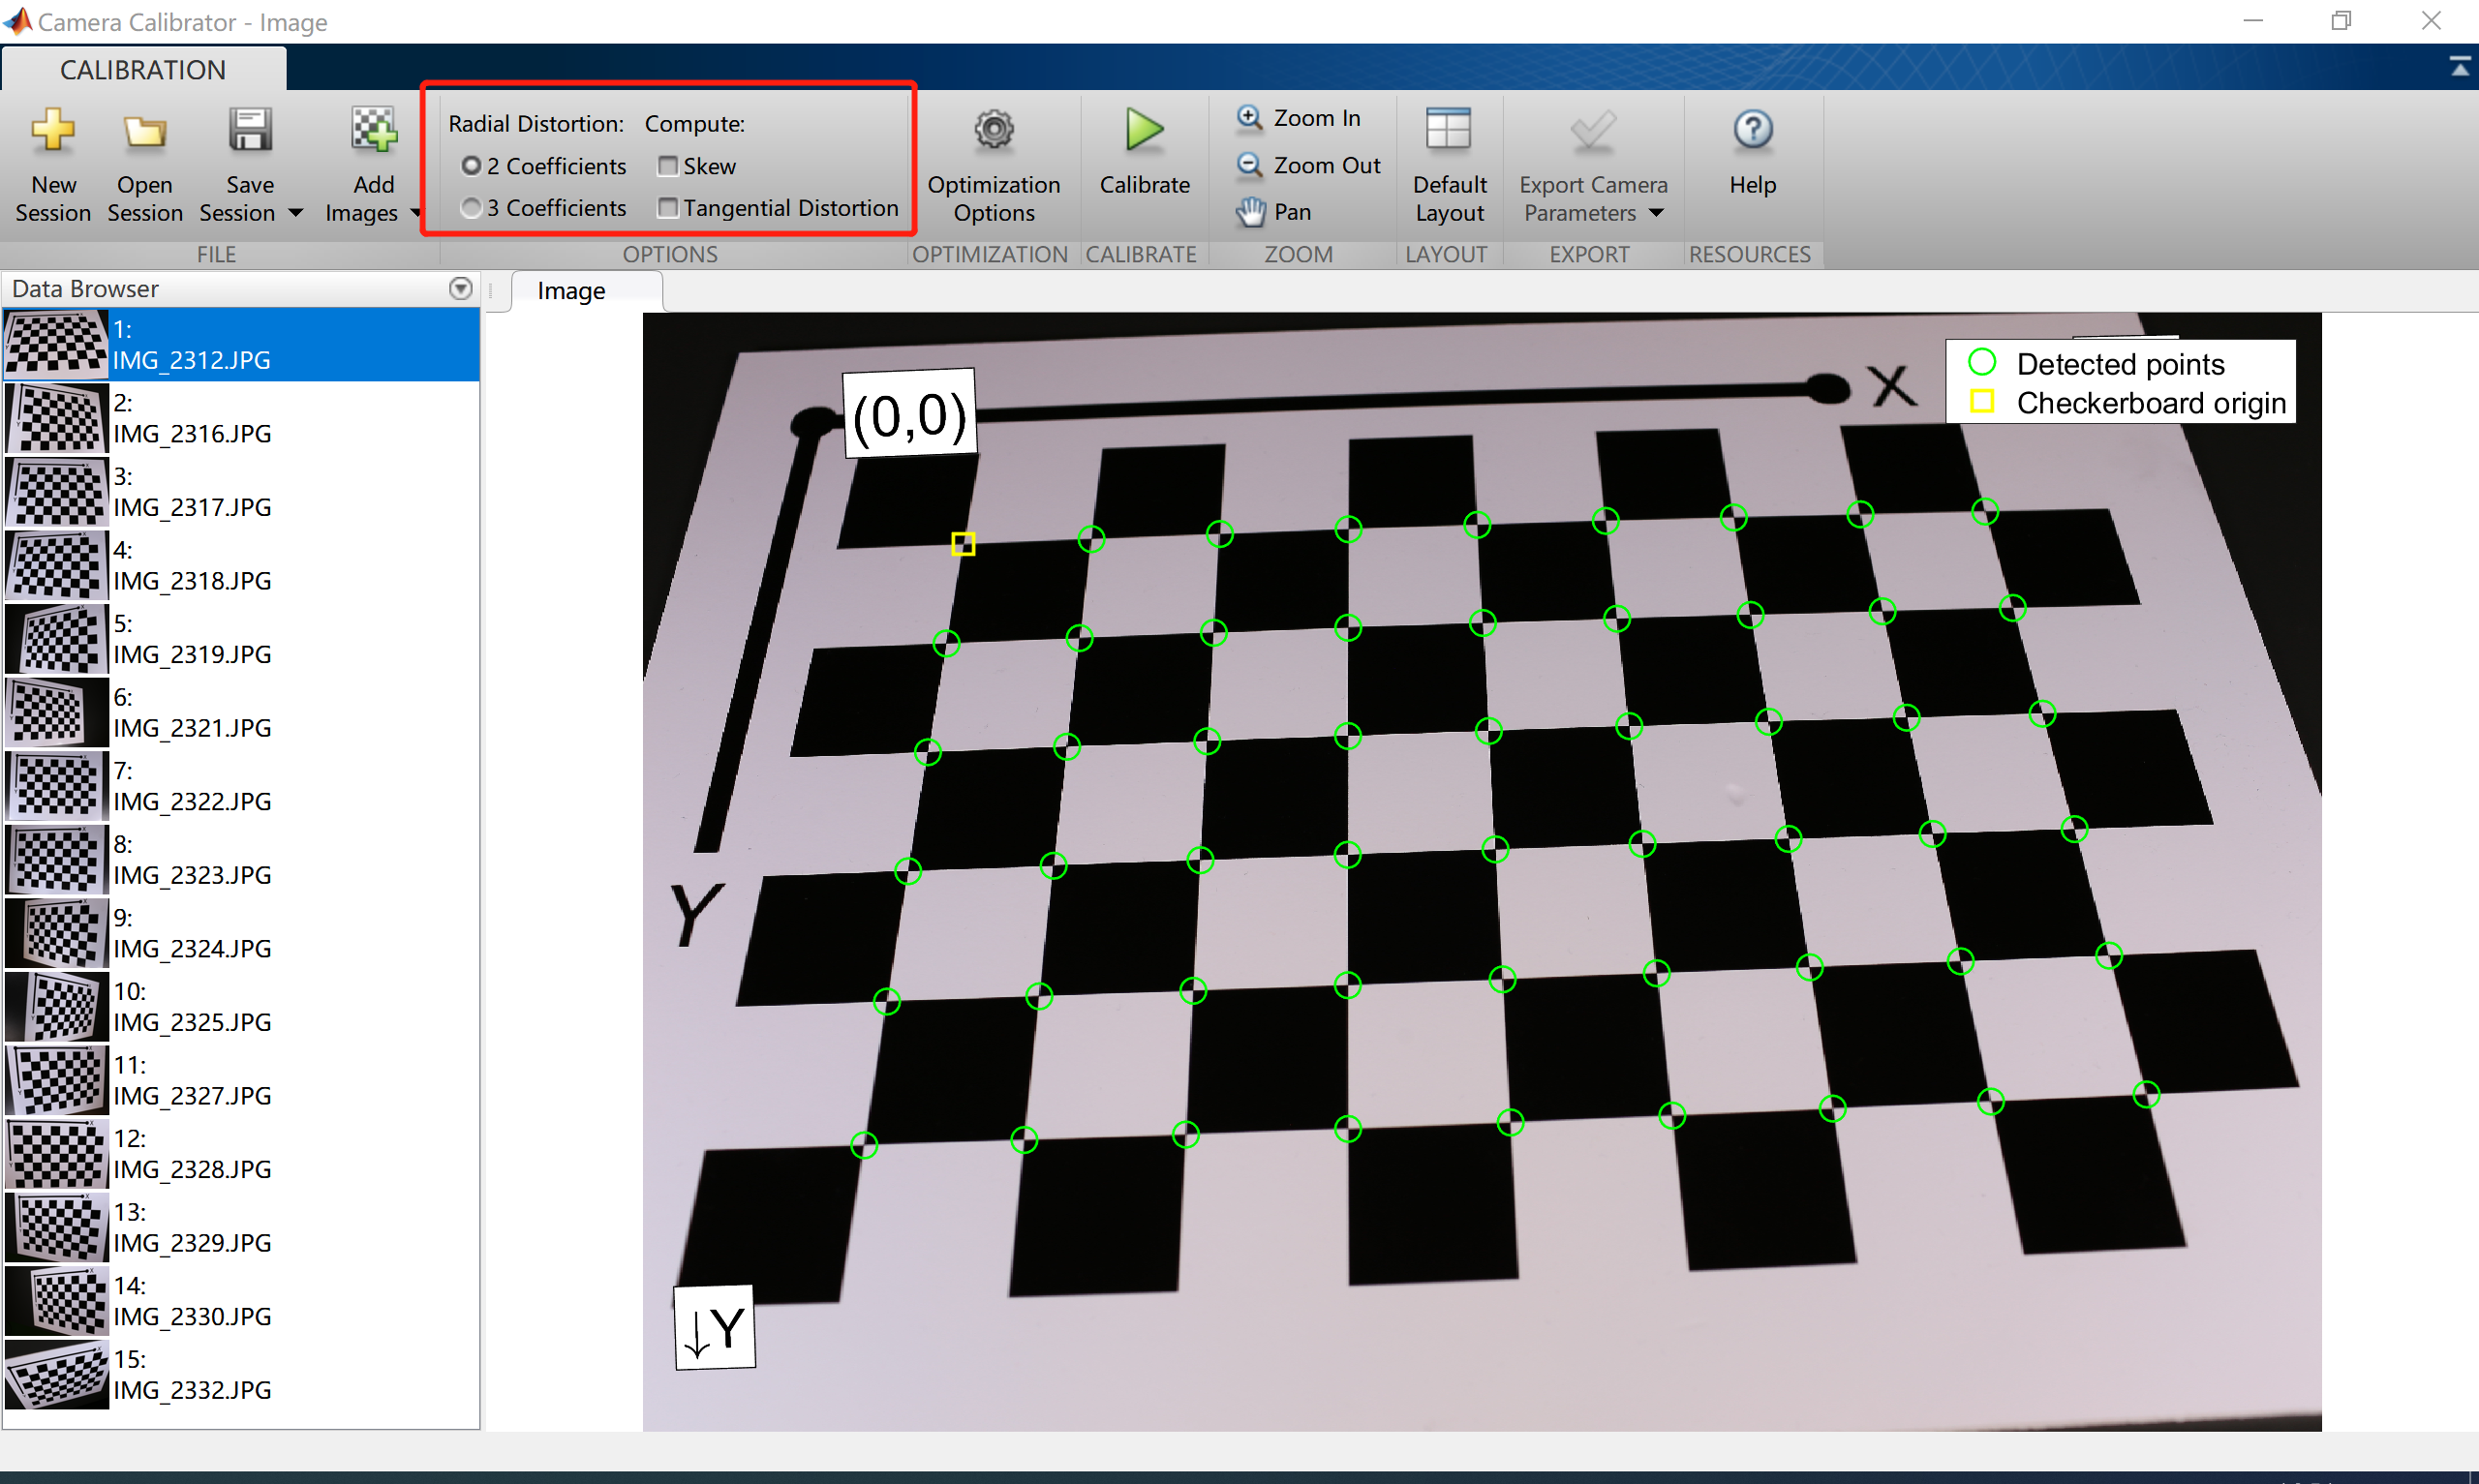 Camera Calibrator - Image
CALIBRATION
New Session
Open Session
Save Session
Add Images
FILE
Radial Distortion:
2 Coefficients
3 Coefficients
Compute:
Skew
Tangential Distortion
OPTIONS
Optimization Options
OPTIMIZATION
Calibrate
CALIBRATE
Zoom In
Zoom Out
Pan
ZOOM
Default Layout
LAYOUT
Export Camera Parameters
EXPORT
Help
RESOURCES
Data Browser
1:
IMG_2312.JPG
2:
IMG_2316.JPG
3:
IMG_2317.JPG
4:
IMG_2318.JPG
5:
IMG_2319.JPG
6:
IMG_2321.JPG
7:
IMG_2322.JPG
8:
IMG_2323.JPG
9:
IMG_2324.JPG
10:
IMG_2325.JPG
11:
IMG_2327.JPG
12:
IMG_2328.JPG
13:
IMG_2329.JPG
14:
IMG_2330.JPG
15:
IMG_2332.JPG
Image
(0,0)
X
Detected points
Checkerboard origin
Y
↓Y